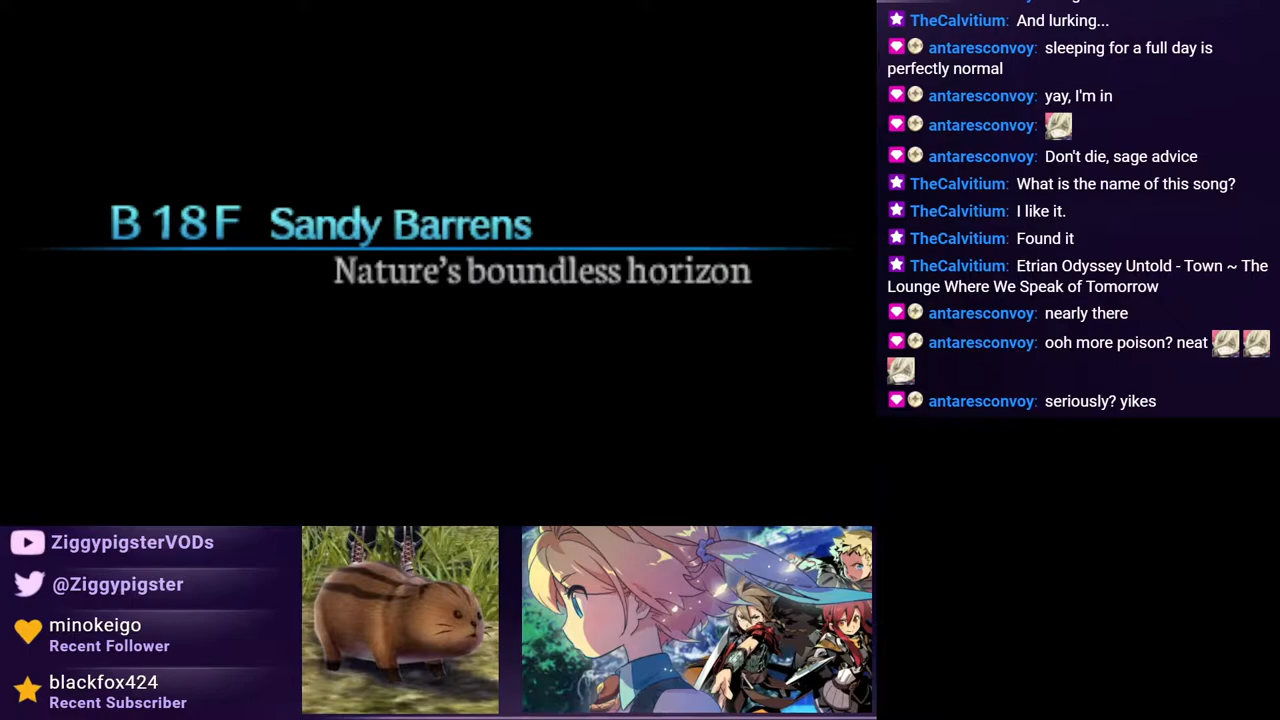 B 18 F Sandy Barrens
Nature's boundless horizon
TheCalvitium: And lurking...
antaresconvoy: sleeping for a full day is
perfectly normal
antaresconvoy: yay, I'm in
antaresconvoy:
antaresconvoy: Don't die, sage advice
TheCalvitium: What is the name of this song?
TheCalvitium: I like it.
TheCalvitium: Found it
TheCalvitium: Etrian Odyssey Untold - Town ~ The
Lounge Where We Speak of Tomorrow
antaresconvoy: nearly there
antaresconvoy: ooh more poison? neat
antaresconvoy: seriously? yikes
ZiggypigsterVODs
@Ziggypigster
minokeigo
Recent Follower
blackfox424
Recent Subscriber